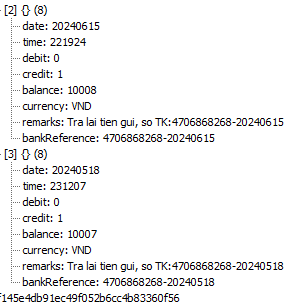 [2] {} (8)
date: 20240615
time: 221924
debit: 0
credit: 1
balance: 10008
currency: VND
remarks: Tra lai tien gui, so TK:4706868268-20240615
bankReference: 4706868268-20240615
[3] {} (8)
date: 20240518
time: 231207
debit: 0
credit: 1
balance: 10007
currency: VND
remarks: Tra lai tien gui, so TK:4706868268-20240518
bankReference: 4706868268-20240518
f145e4db91ec49f052b6cc4b83360f56